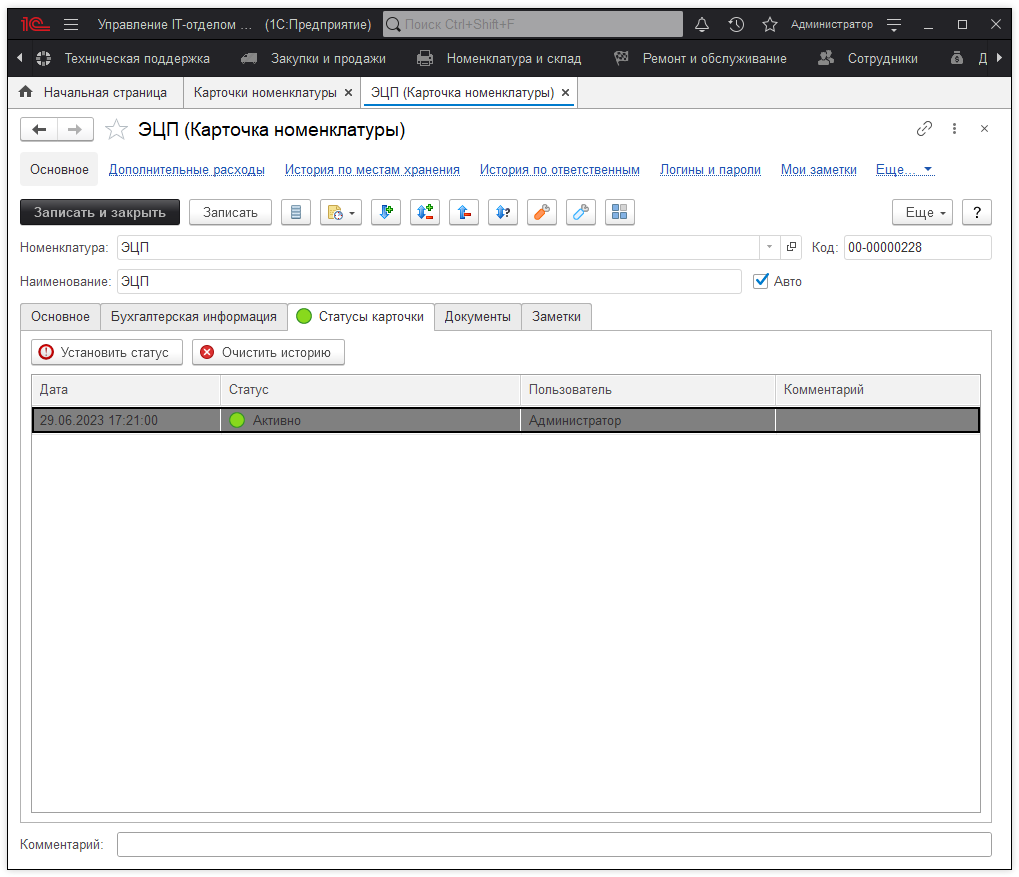 1С Управление IT-отделом ... (1С:Предприятие) Поиск Ctrl+Shift+F Администратор
Техническая поддержка Закупки и продажи Номенклатура и склад Ремонт и обслуживание Сотрудники Д
Начальная страница Карточки номенклатуры × ЭЦП (Карточка номенклатуры) ×
ЭЦП (Карточка номенклатуры)
Основное Дополнительные расходы История по местам хранения История по ответственным Логины и пароли Мои заметки Еще...
Записать и закрыть Записать Еще ?
Номенклатура: ЭЦП Код: 00-00000228
Наименование: ЭЦП Авто
Основное Бухгалтерская информация Статусы карточки Документы Заметки
Установить статус Очистить историю
Дата Статус Пользователь Комментарий
29.06.2023 17:21:00 Активно Администратор
Комментарий: